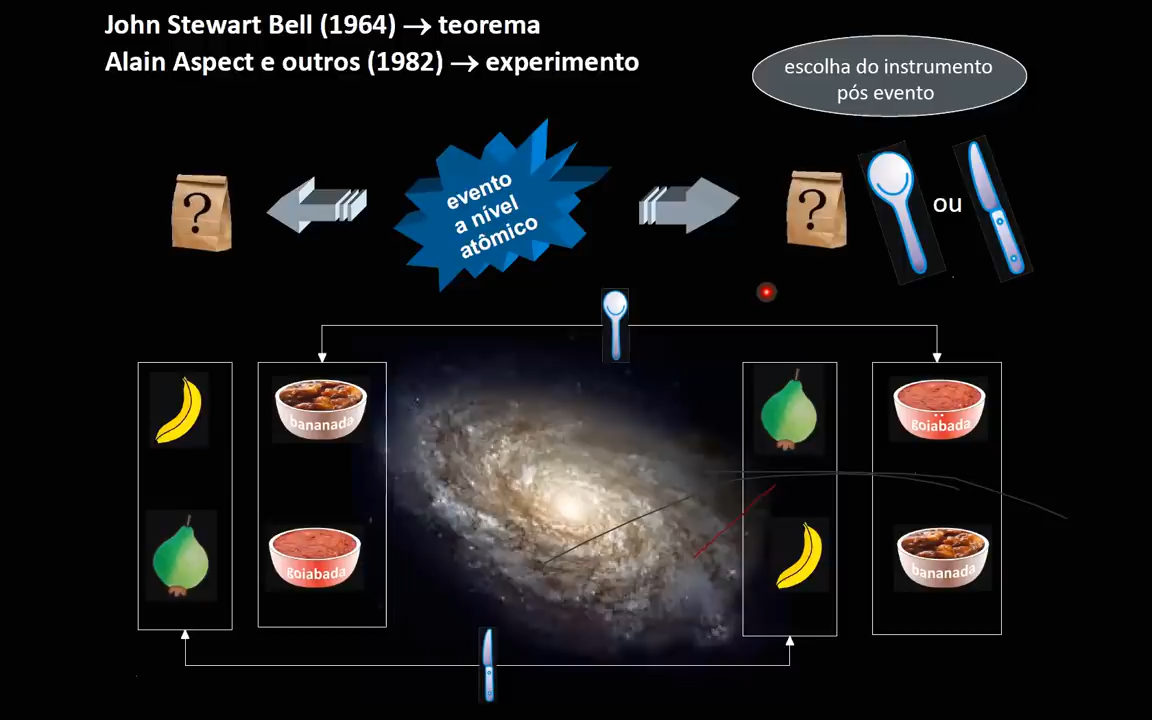 John Stewart Bell (1964) → teorema
Alain Aspect e outros (1982) → experimento
escolha do instrumento
pós evento
?
evento
a nível
atômico
?
ou
bananada
goiabada
goiabada
bananada